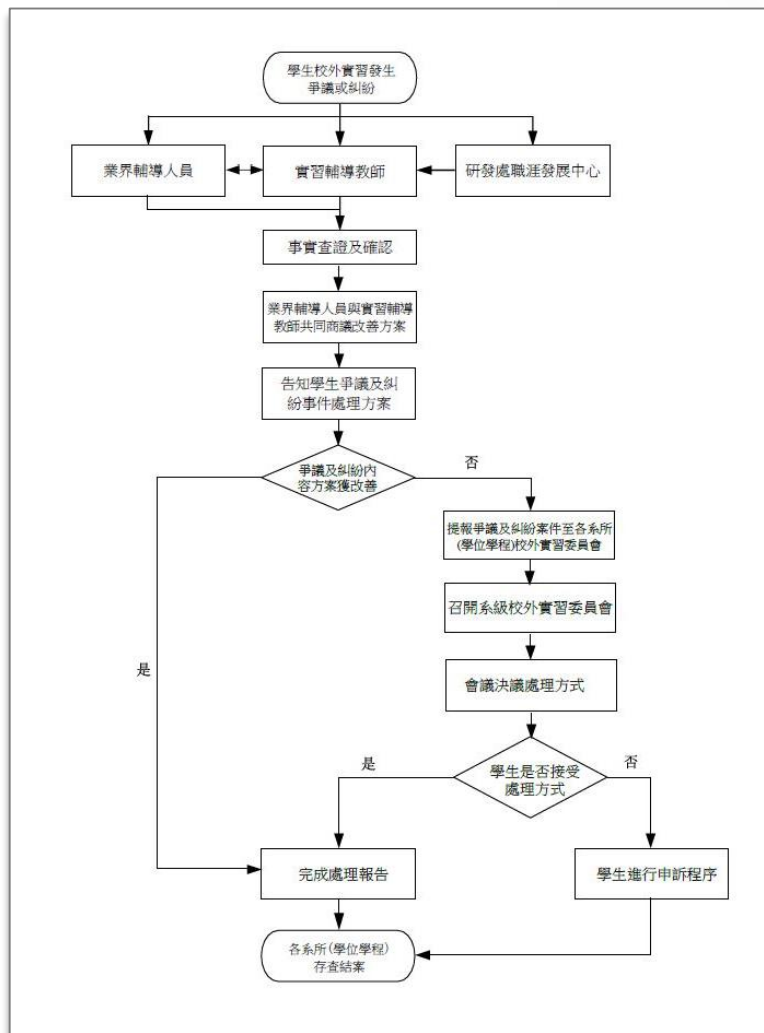 學生校外實習發生
爭議或糾紛
業界輔導人員
實習輔導教師
研發處職涯發展中心
事實查證及確認
業界輔導人員與實習輔導
教師共同商議改善方案
告知學生爭議及糾
紛事件處理方案
爭議及糾紛內
容方案獲改善
否
提報爭議及糾紛案件至各系所
(學位學程)校外實習委員會
召開系級校外實習委員會
是
會議決議處理方式
學生是否接受
處理方式
是
否
完成處理報告
學生進行申訴程序
各系所(學位學程)
存查結案